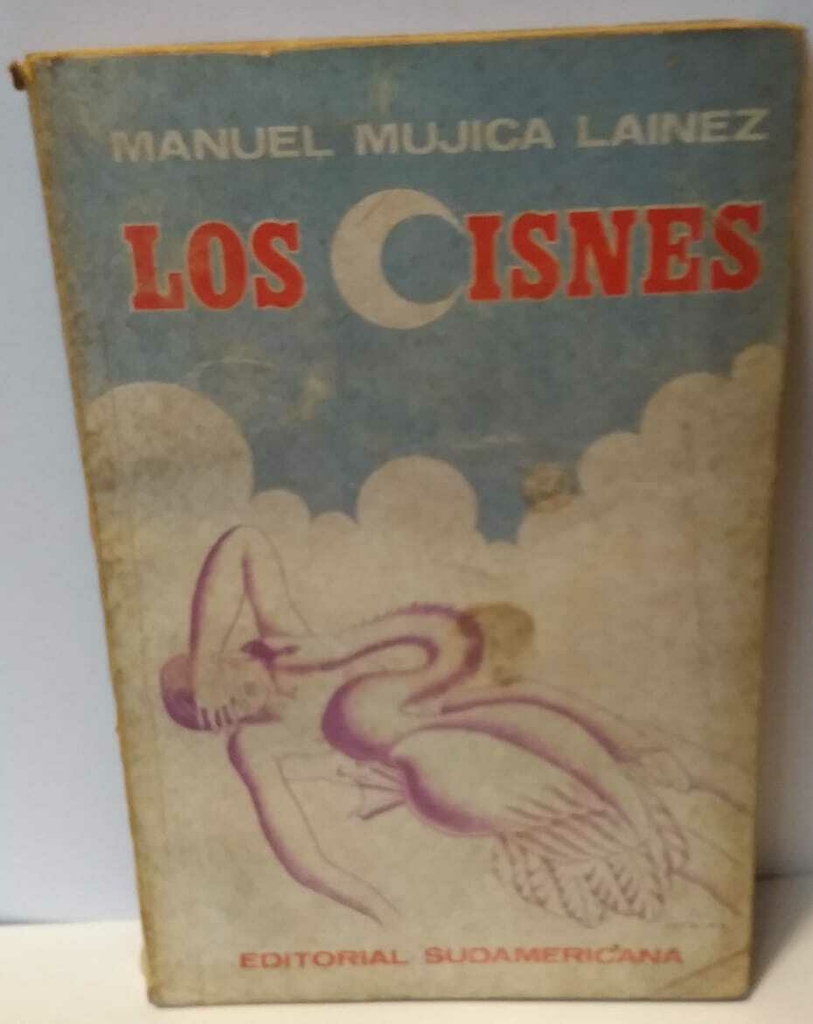 MANUEL MUJICA LAINEZ
LOS CISNES
EDITORIAL SUDAMERICANA